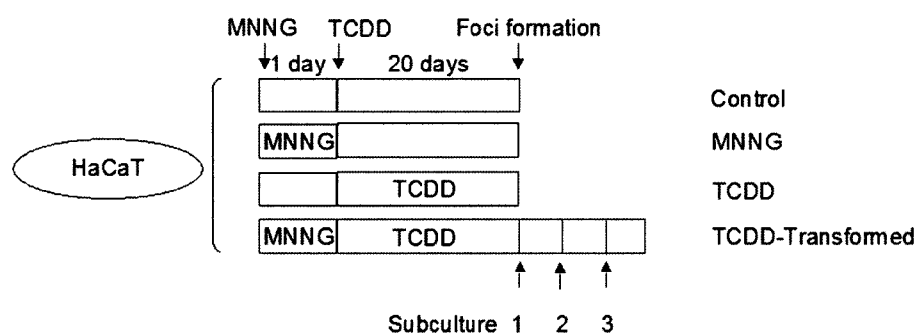 MNNG TCDD Foci formation
1 day 20 days
Control
MNNG MNNG
HaCaT
TCDD TCDD
MNNG TCDD TCDD-Transformed
Subculture 1 2 3